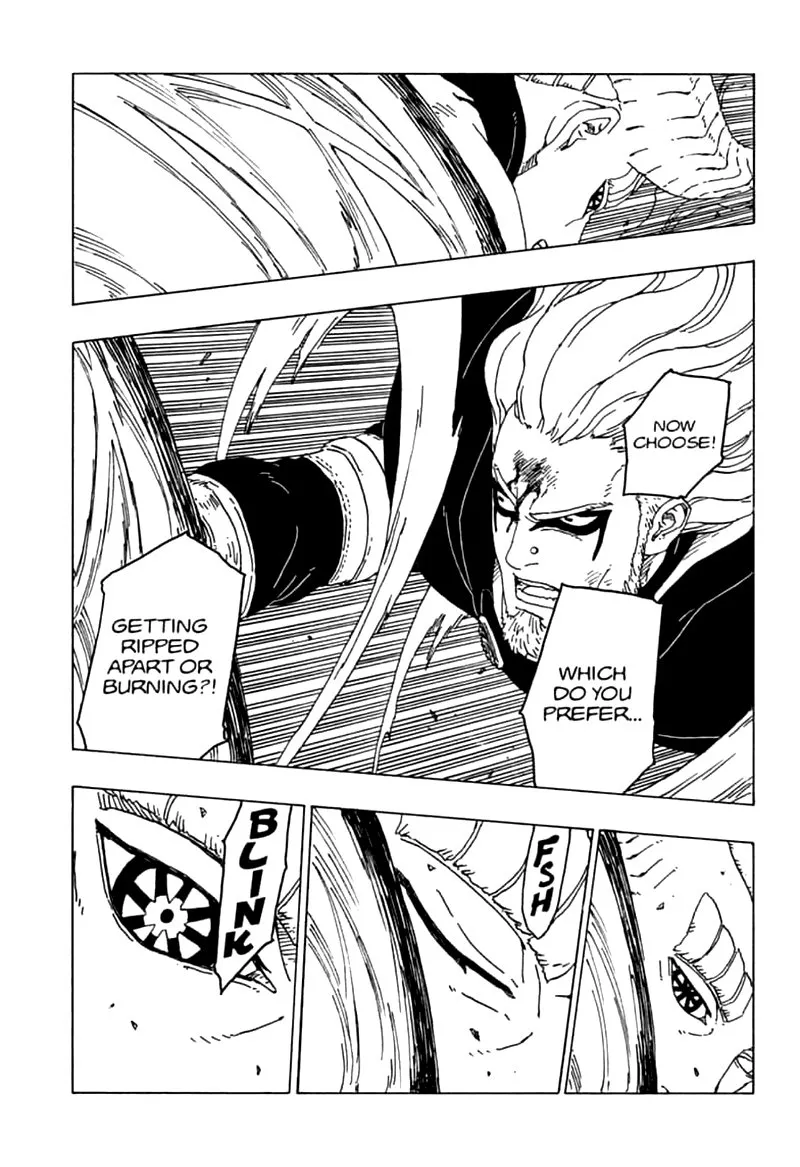 NOW
CHOOSE!
WHICH
DO YOU
PREFER...
GETTING
RIPPED
APART OR
BURNING?!
FSH
BLINK